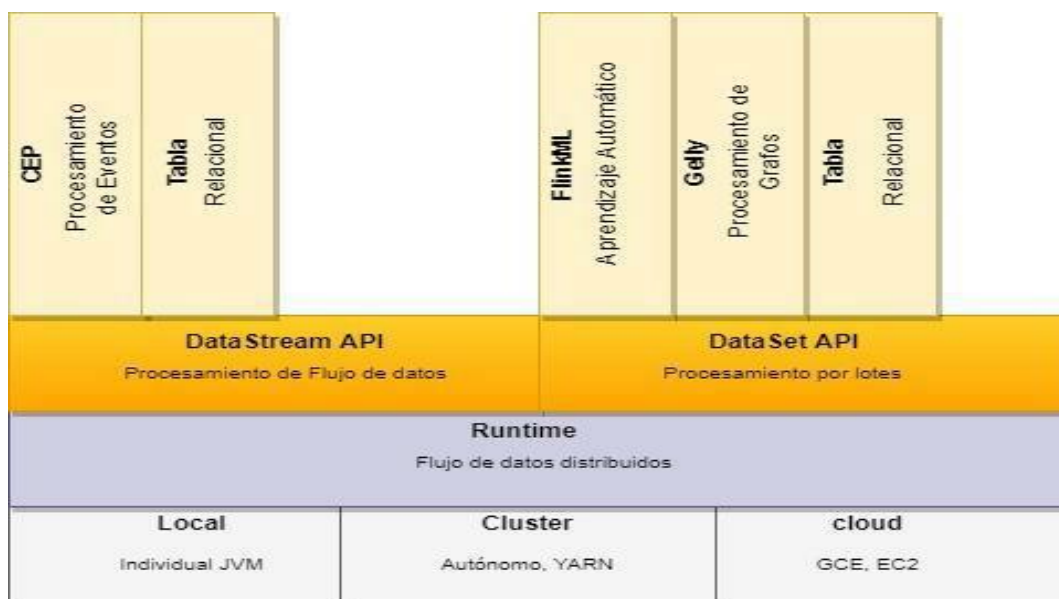 CEP
Procesamiento
de Eventos
Tabla
Relacional
FlinkML
Aprendizaje Automático
Gelly
Procesamiento de
Grafos
Tabla
Relacional
DataStream API
Procesamiento de Flujo de datos
DataSet API
Procesamiento por lotes
Runtime
Flujo de datos distribuidos
Local
Individual JVM
Cluster
Autónomo, YARN
cloud
GCE, EC2